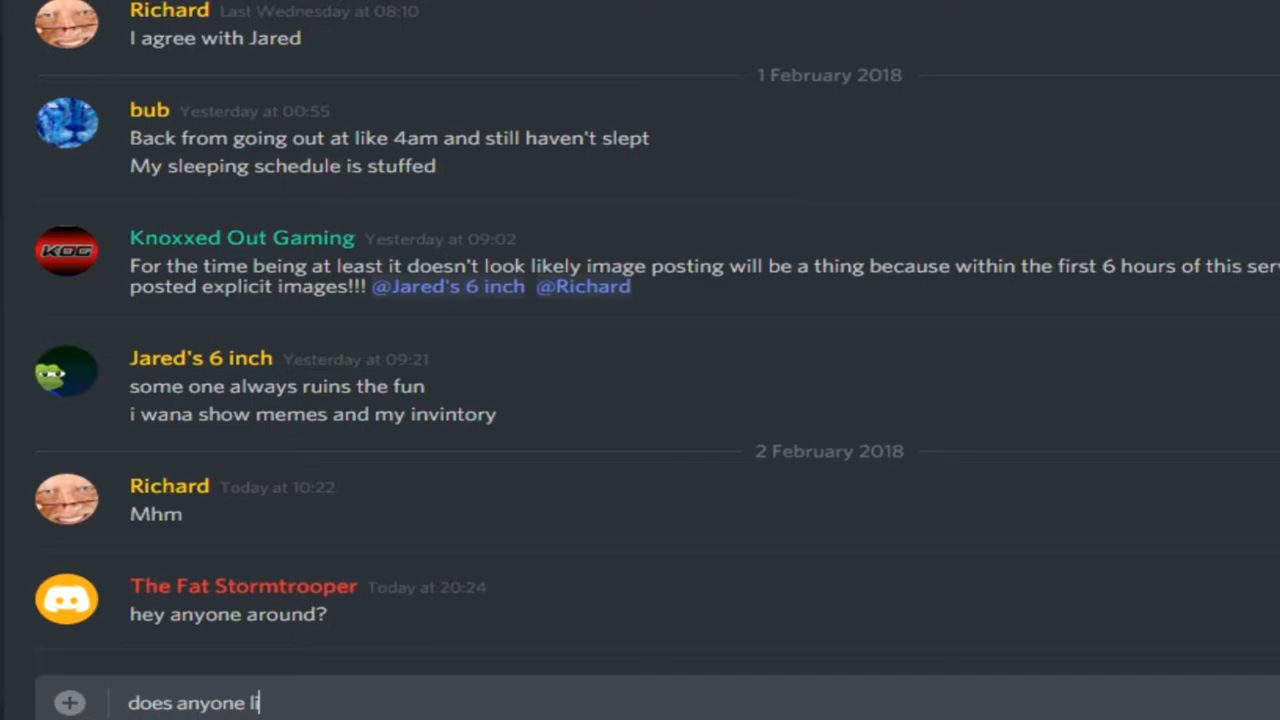 Richard Last Wednesday at 08:10
I agree with Jared
1 February 2018
bub Yesterday at 00:55
Back from going out at like 4am and still haven't slept
My sleeping schedule is stuffed
KOG
Knoxxed Out Gaming Yesterday at 09:02
For the time being at least it doesn't look likely image posting will be a thing because within the first 6 hours of this ser
posted explicit images!!! @Jared's 6 inch @Richard
Jared's 6 inch Yesterday at 09:21
some one always ruins the fun
i wana show memes and my invintory
2 February 2018
Richard Today at 10:22
Mhm
The Fat Stormtrooper Today at 20:24
hey anyone around?
does anyone li